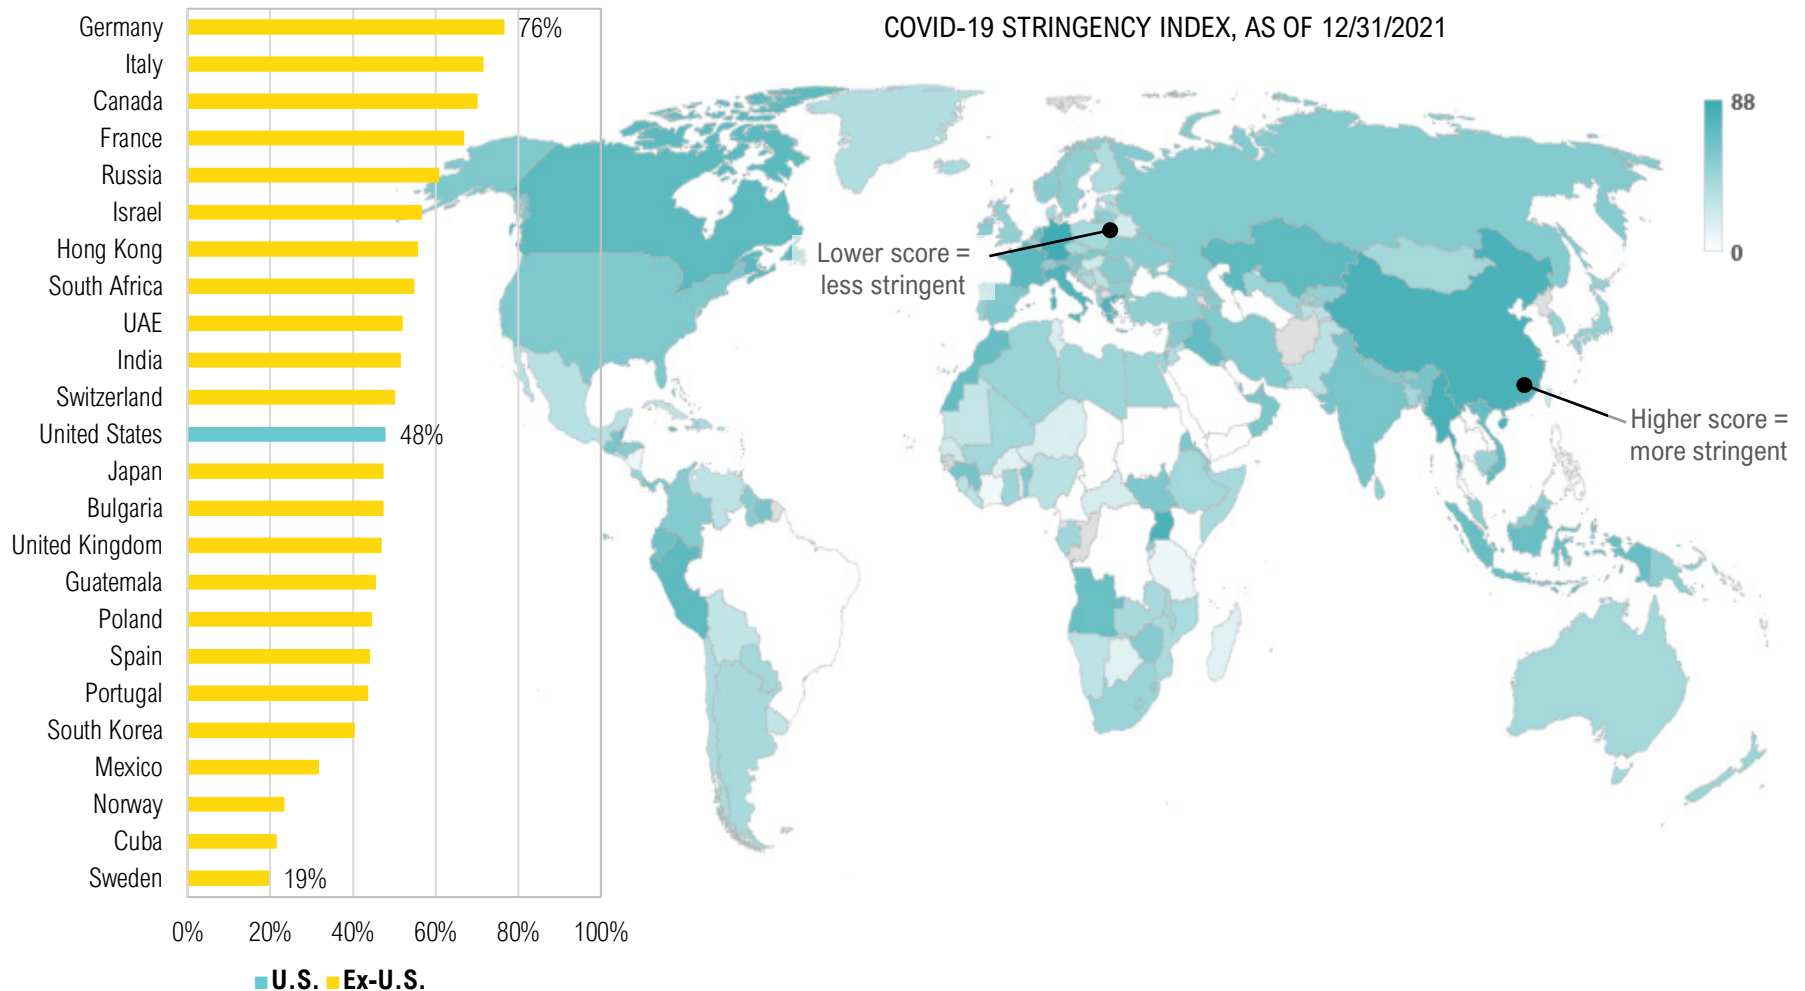 COVID-19 STRINGENCY INDEX, AS OF 12/31/2021
Germany 76%
Italy
Canada
France
Russia
Israel
Hong Kong
South Africa
UAE
India
Switzerland
United States 48%
Japan
Bulgaria
United Kingdom
Guatemala
Poland
Spain
Portugal
South Korea
Mexico
Norway
Cuba
Sweden 19%
0% 20% 40% 60% 80% 100%
U.S. Ex-U.S.
Lower score =
less stringent
88
0
Higher score =
more stringent